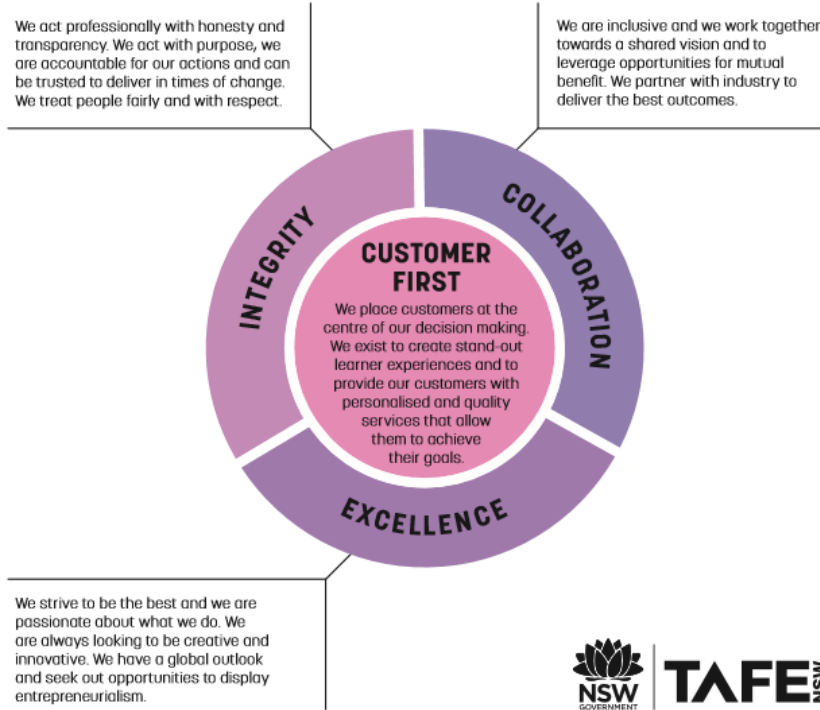 We act professionally with honesty and
transparency. We act with purpose, we
are accountable for our actions and can
be trusted to deliver in times of change.
We treat people fairly and with respect.
We are inclusive and we work together
towards a shared vision and to
leverage opportunities for mutual
benefit. We partner with industry to
deliver the best outcomes.
INTEGRITY
COLLABORATION
CUSTOMER
FIRST
We place customers at the
centre of our decision making.
We exist to create stand-out
learner experiences and to
provide our customers with
personalised and quality
services that allow
them to achieve
their goals.
EXCELLENCE
We strive to be the best and we are
passionate about what we do. We
are always looking to be creative and
innovative. We have a global outlook
and seek out opportunities to display
entrepreneurialism.
NSW
GOVERNMENT
TAFE NSW